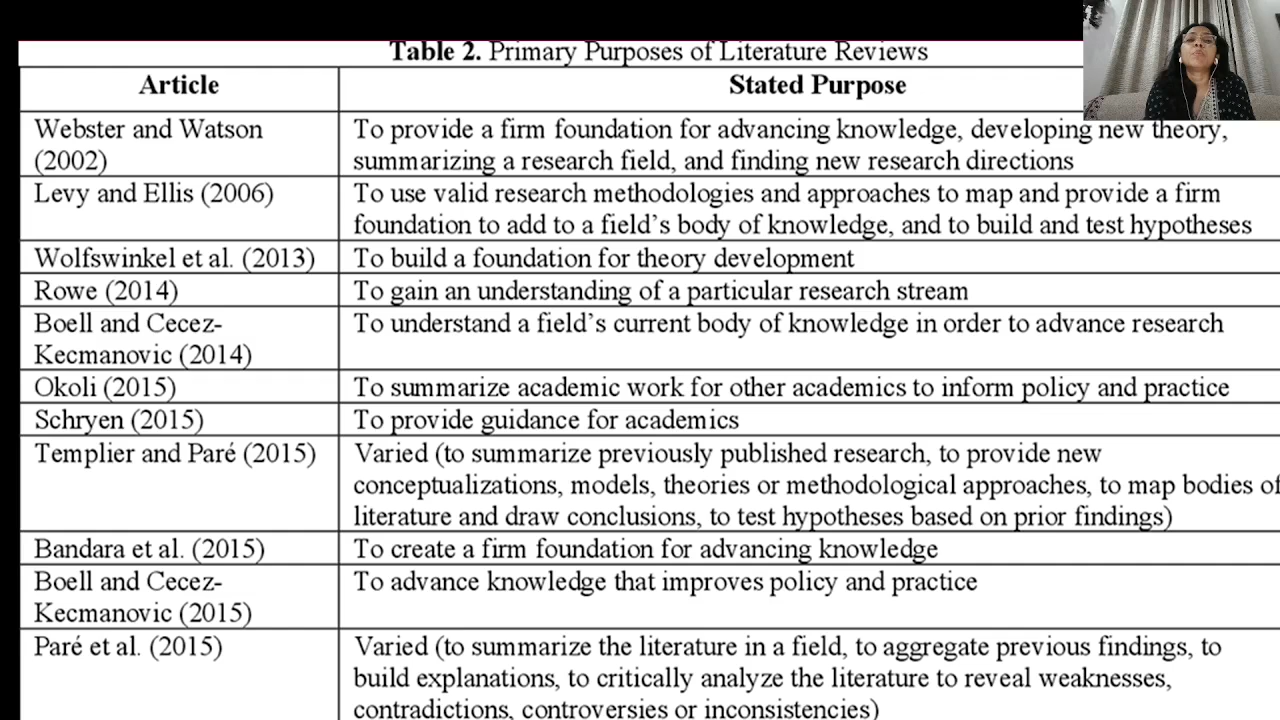 Table 2. Primary Purposes of Literature Reviews
Article
Stated Purpose
Webster and Watson
(2002)
To provide a firm foundation for advancing knowledge, developing new theory,
summarizing a research field, and finding new research directions
Levy and Ellis (2006)
To use valid research methodologies and approaches to map and provide a firm
foundation to add to a field's body of knowledge, and to build and test hypotheses
Wolfswinkel et al. (2013)
To build a foundation for theory development
Rowe (2014)
To gain an understanding of a particular research stream
Boell and Cecez-
Kecmanovic (2014)
To understand a field's current body of knowledge in order to advance research
Okoli (2015)
To summarize academic work for other academics to inform policy and practice
Schryen (2015)
To provide guidance for academics
Templier and Paré (2015)
Varied (to summarize previously published research, to provide new
conceptualizations, models, theories or methodological approaches, to map bodies of
literature and draw conclusions, to test hypotheses based on prior findings)
Bandara et al. (2015)
To create a firm foundation for advancing knowledge
Boell and Cecez-
Kecmanovic (2015)
To advance knowledge that improves policy and practice
Paré et al. (2015)
Varied (to summarize the literature in a field, to aggregate previous findings, to
build explanations, to critically analyze the literature to reveal weaknesses,
contradictions, controversies or inconsistencies)